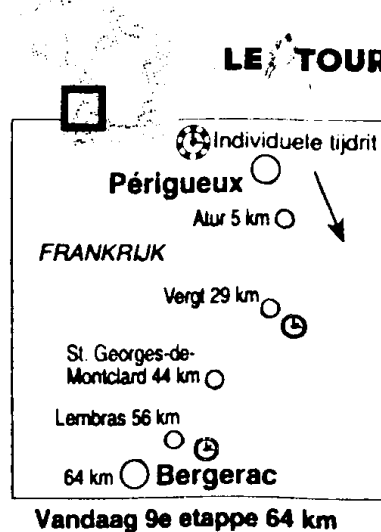 LE TOUR
Individuele tijdrit
Périgueux
Atur 5 km
FRANKRIJK
Vergt 29 km
St. Georges-de-
Montclard 44 km
Lembras 56 km
64 km Bergerac
Vandaag 9e etappe 64 km